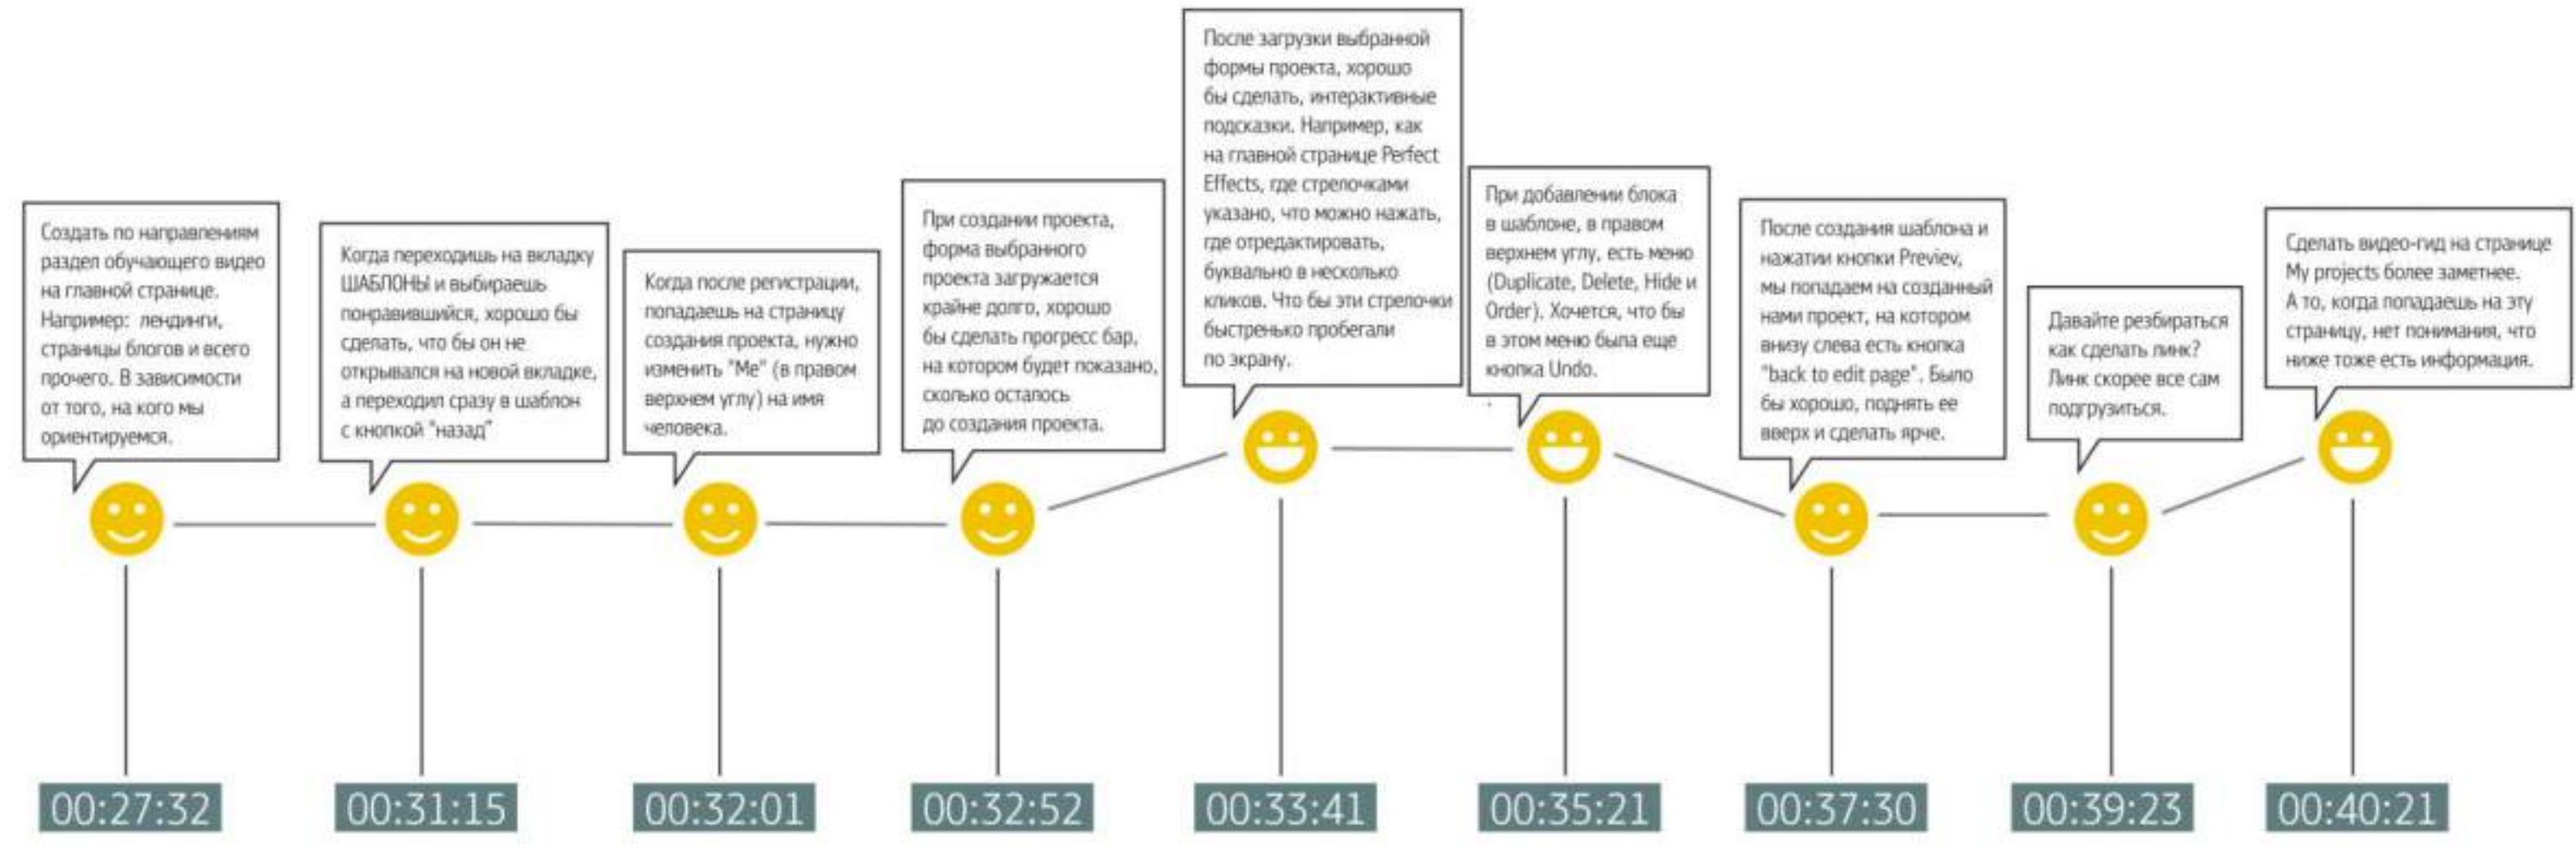 Создать по направлениям
раздел обучающего видео
на главной странице.
Например: лендинги,
страницы блогов и всего
прочего. В зависимости
от того, на кого мы
ориентируемся.
Когда переходишь на вкладку
ШАБЛОНЫ и выбираешь
понравившийся, хорошо бы
сделать, что бы он не
открывался на новой вкладке,
а переходил сразу в шаблон
с кнопкой "назад"
Когда после регистрации,
попадаешь на страницу
создания проекта, нужно
изменить "Me" (в правом
верхнем углу) на имя
человека.
При создании проекта,
форма выбранного
проекта загружается
крайне долго, хорошо
бы сделать прогресс бар,
на котором будет показано,
сколько осталось
до создания проекта.
После загрузки выбранной
формы проекта, хорошо
бы сделать, интерактивные
подсказки. Например, как
на главной странице Perfect
Effects, где стрелочками
указано, что можно нажать,
где отредактировать,
буквально в несколько
кликов. Что бы эти стрелочки
быстренько пробегали
по экрану.
При добавлении блока
в шаблоне, в правом
верхнем углу, есть меню
(Duplicate, Delete, Hide и
Order). Хочется, что бы
в этом меню была еще
кнопка Undo.
.
После создания шаблона и
нажатии кнопки Previev,
мы попадаем на созданный
нами проект, на котором
внизу слева есть кнопка
"back to edit page". Было
бы хорошо, поднять ее
вверх и сделать ярче.
Давайте резбираться
как сделать линк?
Линк скорее все сам
подгрузиться.
Сделать видео-гид на странице
My projects более заметнее.
А то, когда попадаешь на эту
страницу, нет понимания, что
ниже тоже есть информация.
00:27:32
00:31:15
00:32:01
00:32:52
00:33:41
00:35:21
00:37:30
00:39:23
00:40:21